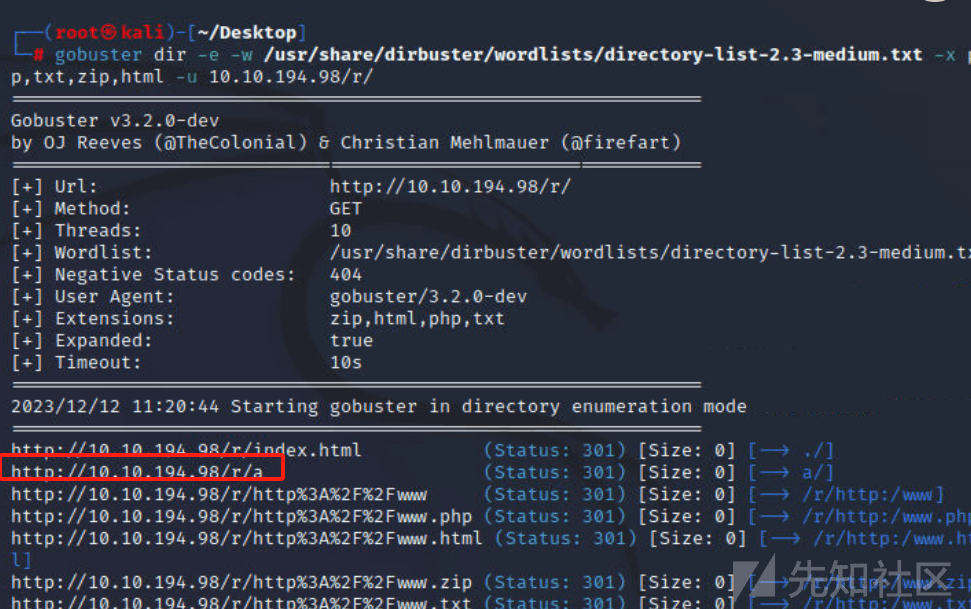 ┌──(root㉿kali)-[~/Desktop]
└─# gobuster dir -e -w /usr/share/dirbuster/wordlists/directory-list-2.3-medium.txt -x p
p,txt,zip,html -u 10.10.194.98/r/
===============================================================
Gobuster v3.2.0-dev
by OJ Reeves (@TheColonial) & Christian Mehlmauer (@firefart)
===============================================================
[+] Url: http://10.10.194.98/r/
[+] Method: GET
[+] Threads: 10
[+] Wordlist: /usr/share/dirbuster/wordlists/directory-list-2.3-medium.tx
[+] Negative Status codes: 404
[+] User Agent: gobuster/3.2.0-dev
[+] Extensions: zip,html,php,txt
[+] Expanded: true
[+] Timeout: 10s
===============================================================
2023/12/12 11:20:44 Starting gobuster in directory enumeration mode
===============================================================
http://10.10.194.98/r/index.html (Status: 301) [Size: 0] [--> ./]
http://10.10.194.98/r/a (Status: 301) [Size: 0] [--> a/]
http://10.10.194.98/r/http%3A%2F%2Fwww (Status: 301) [Size: 0] [--> /r/http:/www]
http://10.10.194.98/r/http%3A%2F%2Fwww.php (Status: 301) [Size: 0] [--> /r/http:/www.php
http://10.10.194.98/r/http%3A%2F%2Fwww.html (Status: 301) [Size: 0] [--> /r/http:/www.ht
l]
http://10.10.194.98/r/http%3A%2F%2Fwww.zip (Status: 301) [Size: 0] [--> /r/http:/www.zip
http://10.10.194.98/r/http%3A%2F%2Fwww.txt (Status: 301) [Size: 0] [--> /r/http:/www.txt
先知社区